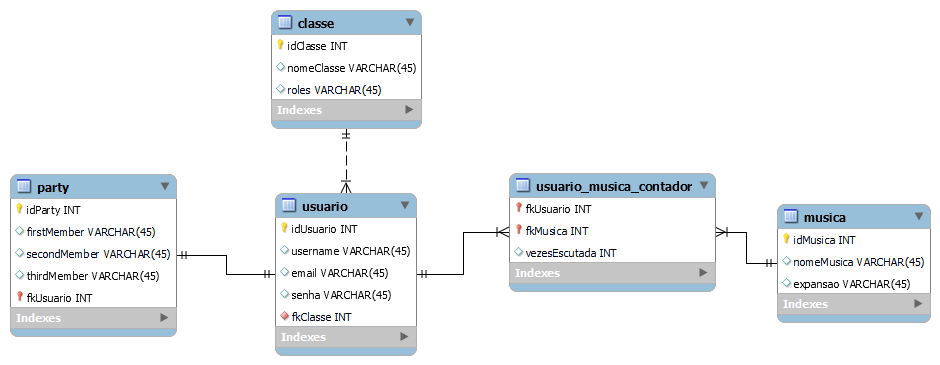 classe
idClasse INT
nomeClasse VARCHAR(45)
roles VARCHAR(45)
Indexes
party
idParty INT
firstMember VARCHAR(45)
secondMember VARCHAR(45)
thirdMember VARCHAR(45)
fkUsuario INT
Indexes
usuario
idUsuario INT
username VARCHAR(45)
email VARCHAR(45)
senha VARCHAR(45)
fkClasse INT
Indexes
usuario_musica_contador
fkUsuario INT
fkMusica INT
vezesEscutada INT
Indexes
musica
idMusica INT
nomeMusica VARCHAR(45)
expansao VARCHAR(45)
Indexes